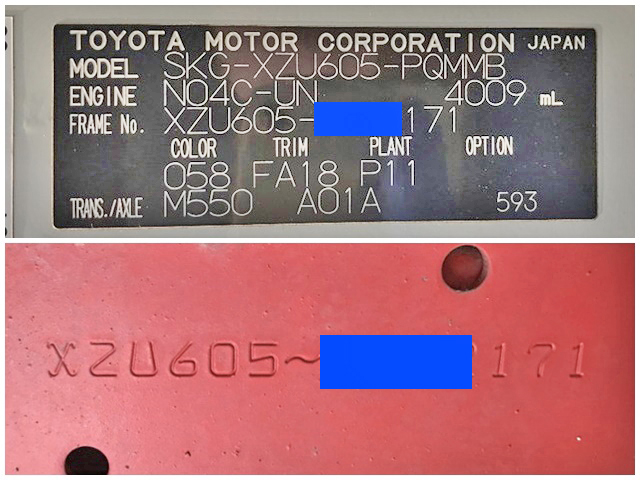 TOYOTA MOTOR CORPORATION JAPAN
MODEL SKG-XZU605-PQMMB
ENGINE N04C-UN 4009 mL
FRAME No. XZU605- 171
COLOR TRIM PLANT OPTION
058 FA18 P11
TRANS./AXLE M550 A01A 593
XZU605~ 171